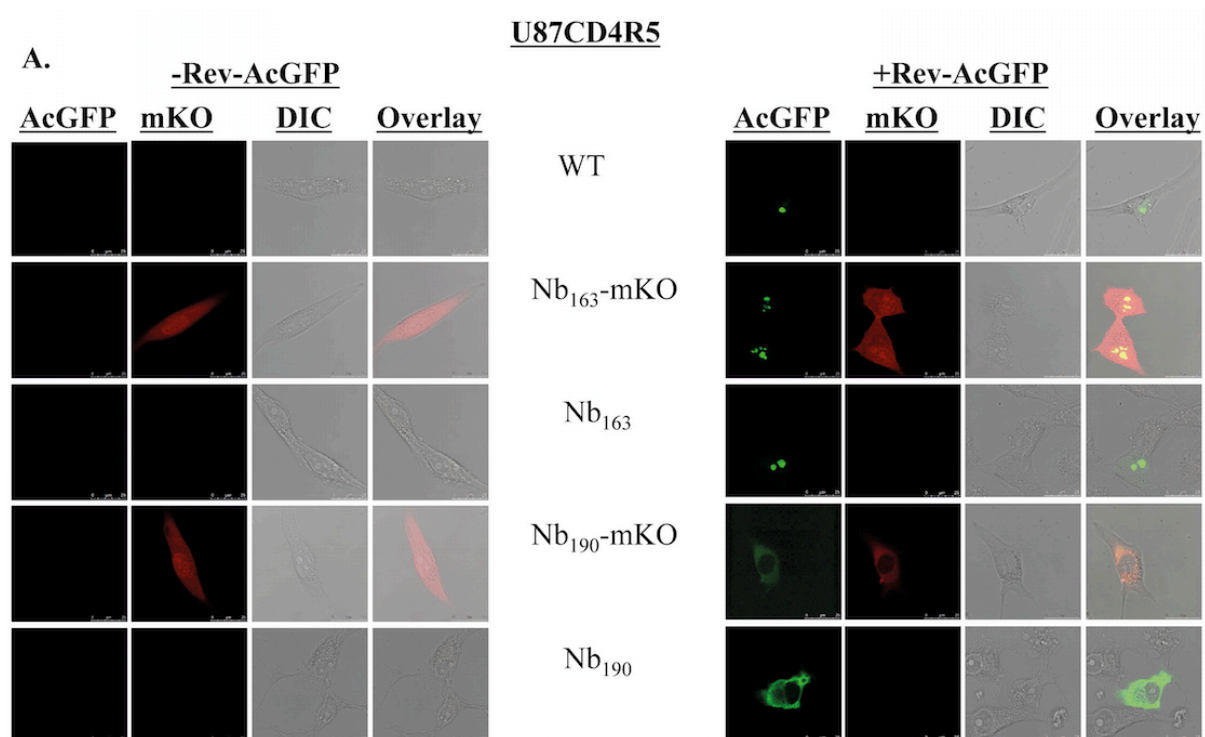 U87CD4R5
A.
-Rev-AcGFP
+Rev-AcGFP
AcGFP mKO DIC Overlay
AcGFP mKO DIC Overlay
WT
Nb163-mKO
Nb163
Nb190-mKO
Nb190